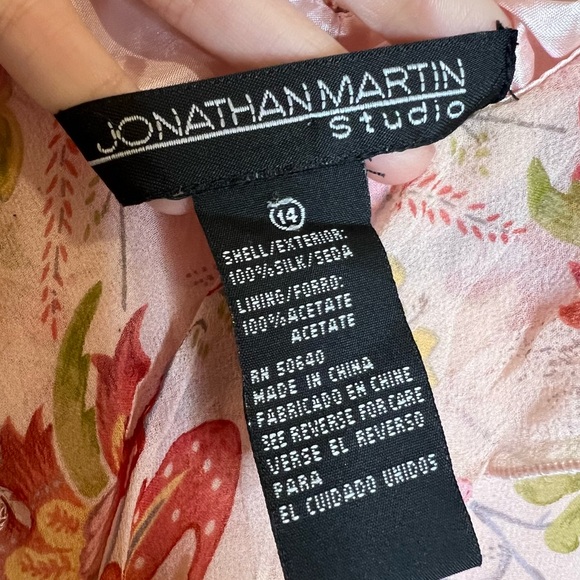 JONATHAN MARTIN
Studio
14
SHELL/EXTERIOR:
100%SILK/SEDA
LINING/FORRO:
100%ACETATE
ACETATE
RN 50640
MADE IN CHINA
FABRICADO EN CHINE
SEE REVERSE FOR CARE
VERSE EL REVERSO
PARA
EL CUIDADO UNIDOS